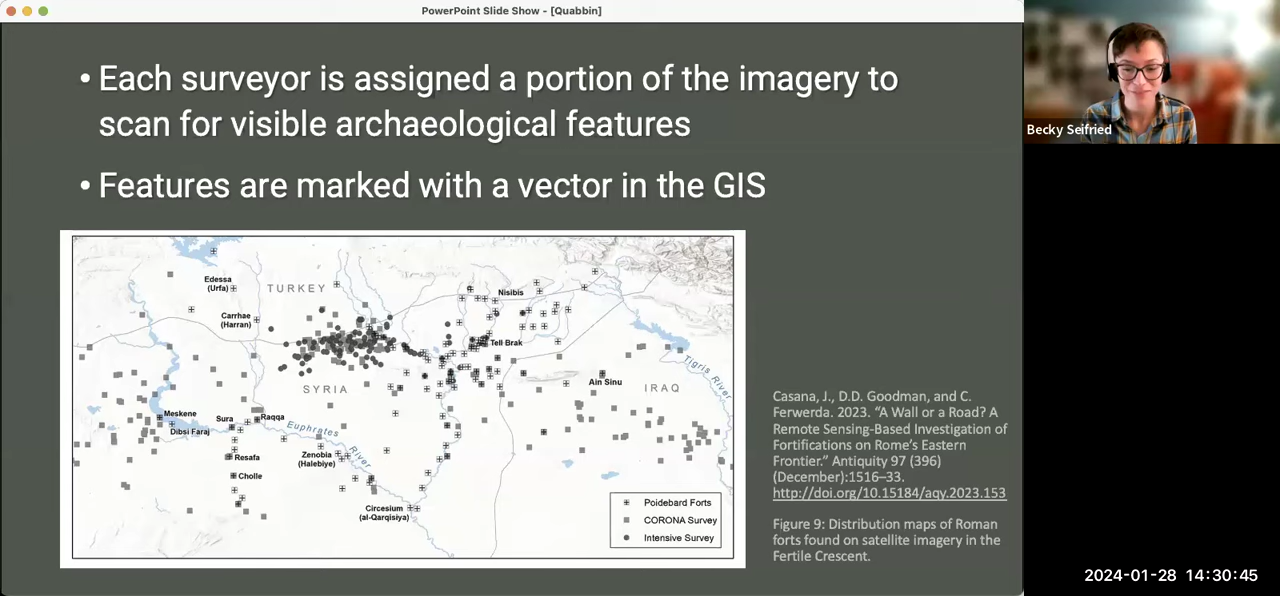 PowerPoint Slide Show - [Quabbin]
• Each surveyor is assigned a portion of the imagery to
scan for visible archaeological features
• Features are marked with a vector in the GIS
Edessa
(Urfa)
TURKEY
Nisibis
Carrhae
(Harran)
Tell Brak
Tigris River
SYRIA
Ain Sinu
IRAQ
Meskene
Dibsi Faraj
Sura
Raqqa
Euphrates River
Resafa
Zenobia
(Halebiye)
Cholle
Circesium
(al-Qarqisiya)
Poidebard Forts
CORONA Survey
Intensive Survey
Casana, J., D.D. Goodman, and C.
Ferwerda. 2023. “A Wall or a Road? A
Remote Sensing-Based Investigation of
Fortifications on Rome’s Eastern
Frontier.” Antiquity 97 (396)
(December):1516–33.
http://doi.org/10.15184/aqy.2023.153
Figure 9: Distribution maps of Roman
forts found on satellite imagery in the
Fertile Crescent.
Becky Seifried
2024-01-28 14:30:45